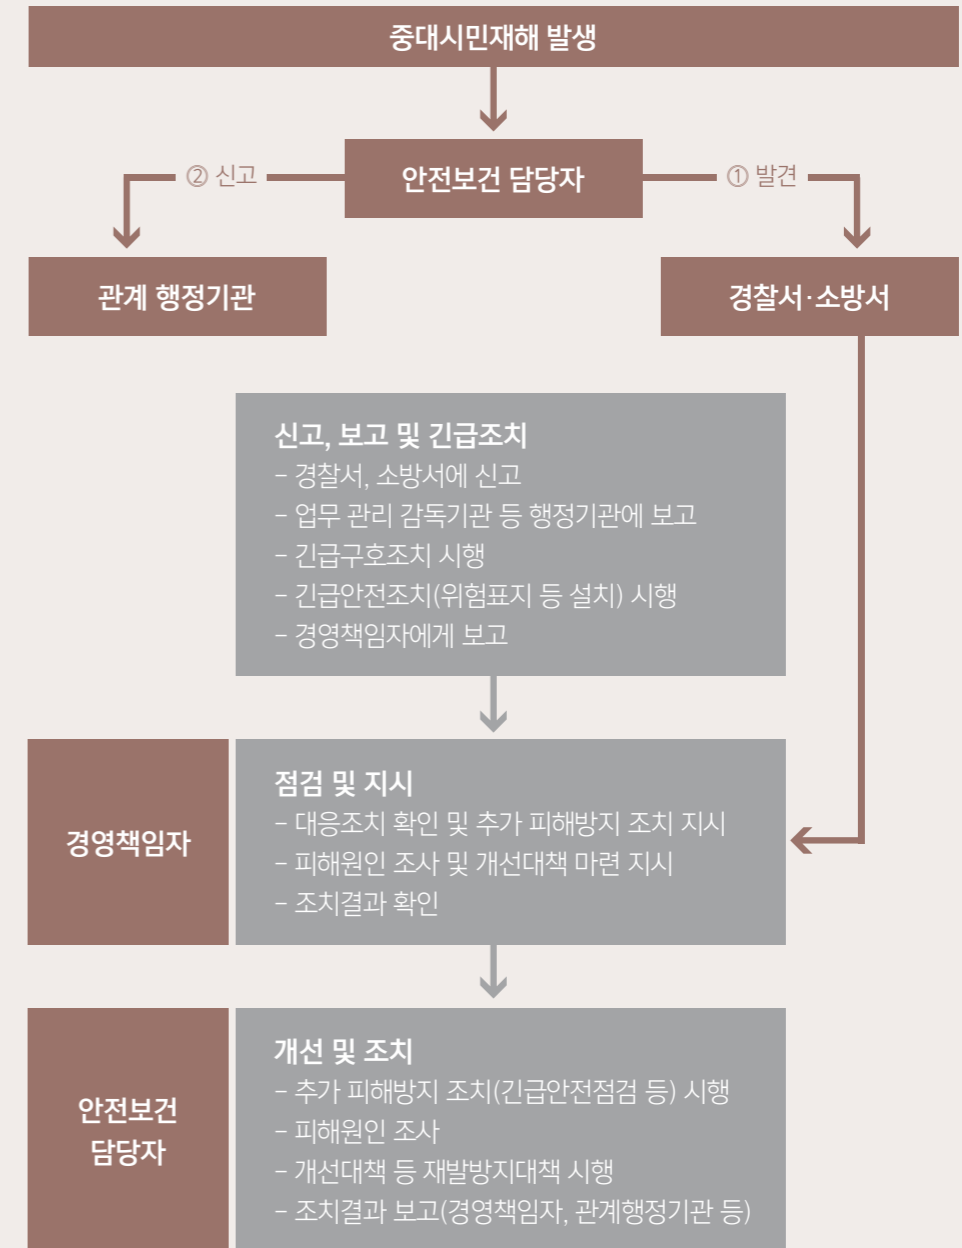 중대시민재해 발생
② 신고
안전보건 담당자
① 발견
관계 행정기관
경찰서·소방서
신고, 보고 및 긴급조치
- 경찰서, 소방서에 신고
- 업무 관리 감독기관 등 행정기관에 보고
- 긴급구호조치 시행
- 긴급안전조치(위험표지 등 설치) 시행
- 경영책임자에게 보고
경영책임자
점검 및 지시
- 대응조치 확인 및 추가 피해방지 조치 지시
- 피해원인 조사 및 개선대책 마련 지시
- 조치결과 확인
안전보건
담당자
개선 및 조치
- 추가 피해방지 조치(긴급안전점검 등) 시행
- 피해원인 조사
- 개선대책 등 재발방지대책 시행
- 조치결과 보고(경영책임자, 관계행정기관 등)